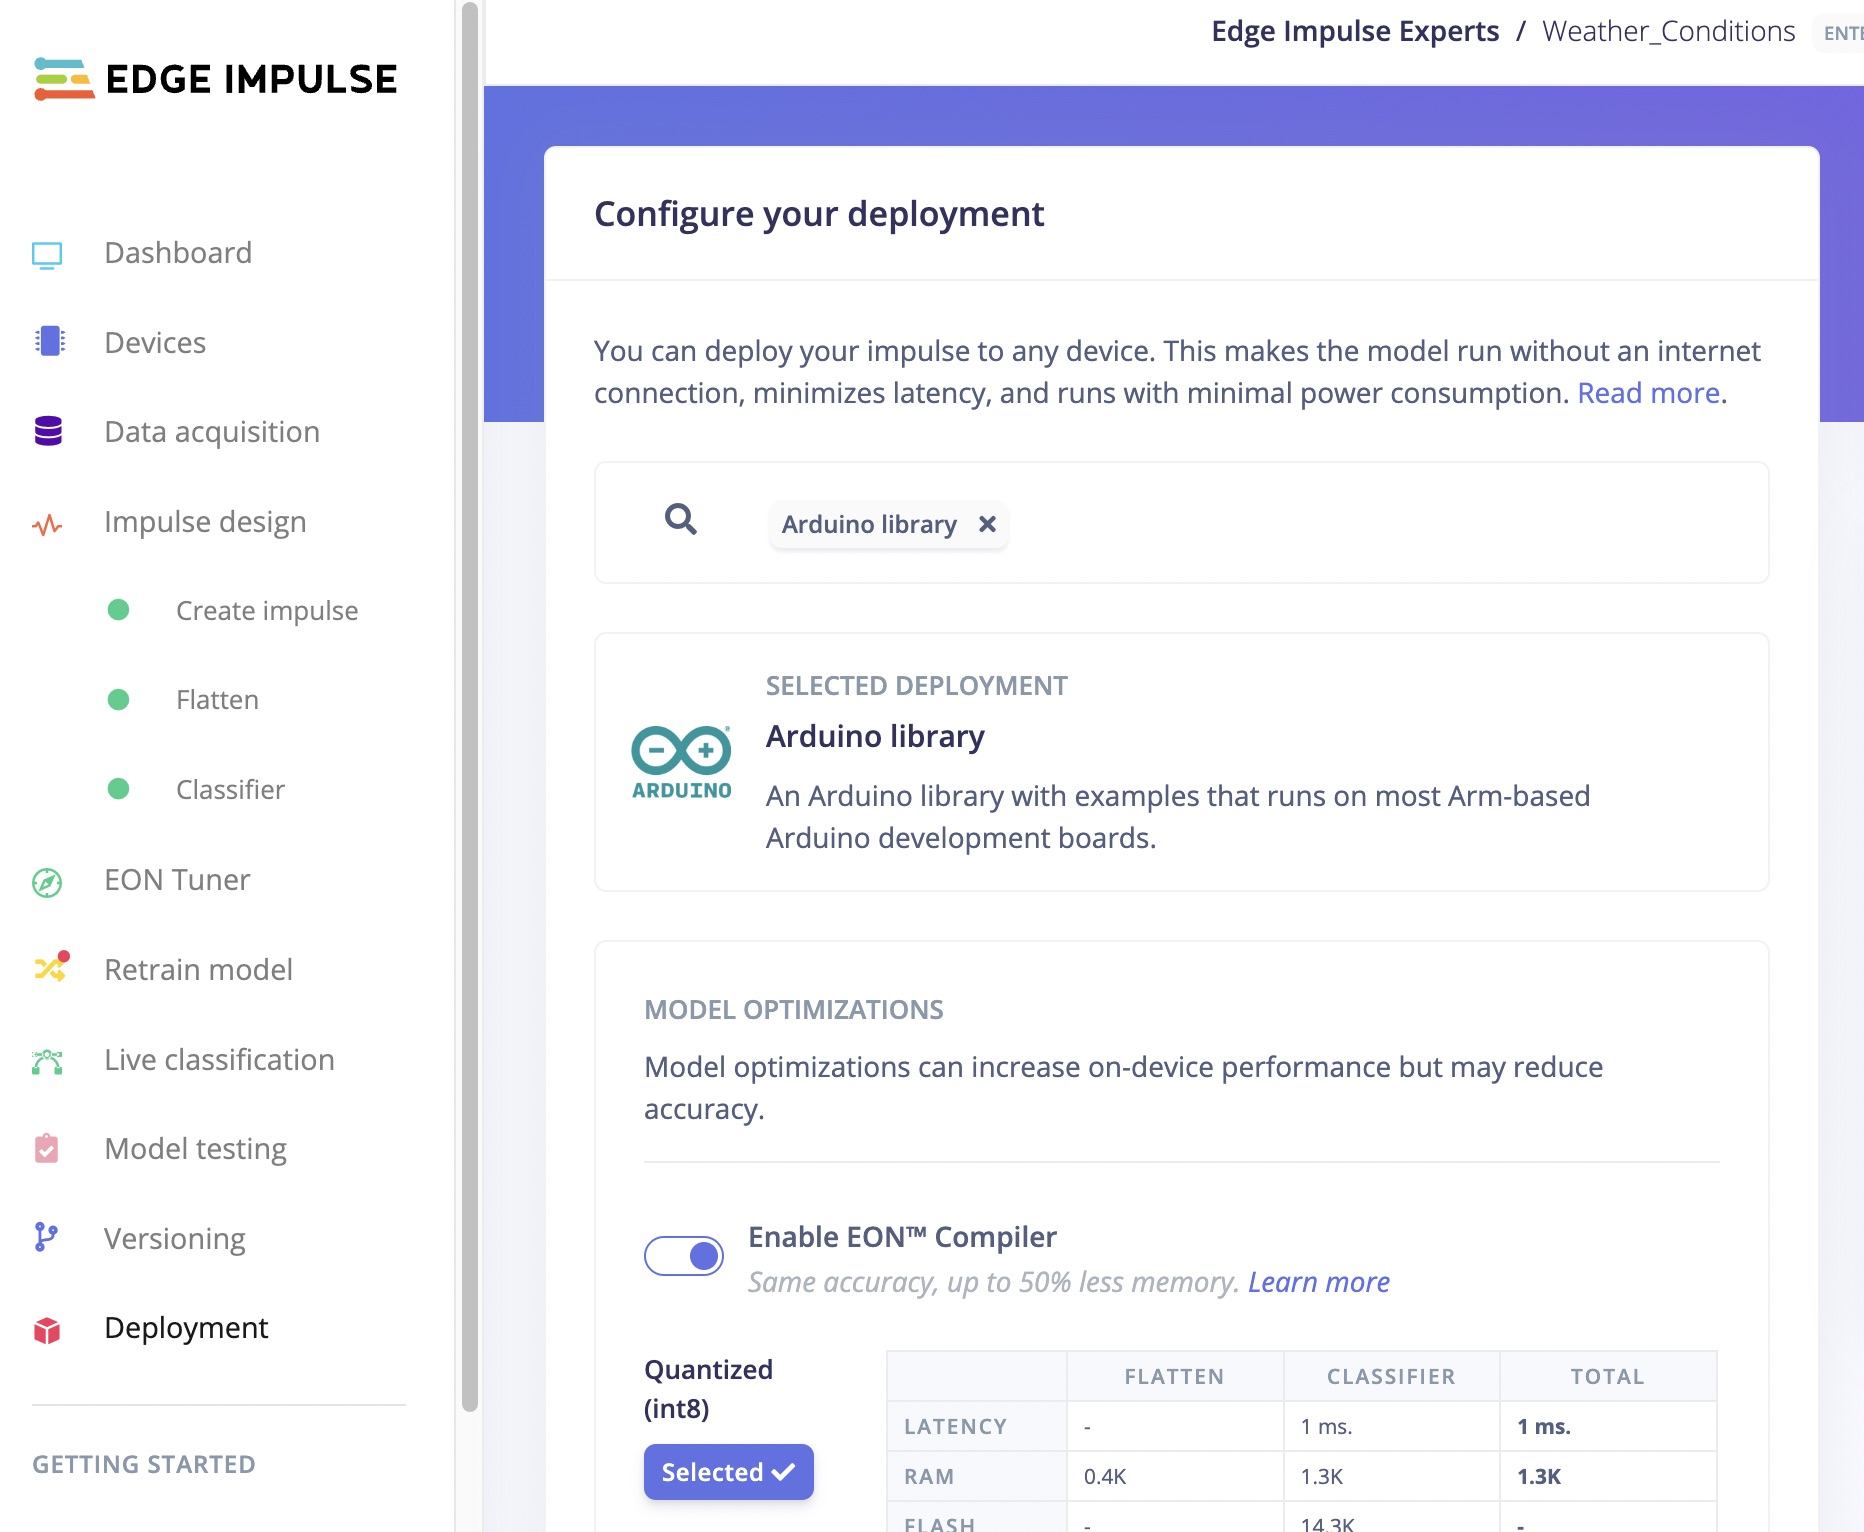 EDGE IMPULSE
Edge Impulse Experts / Weather_Conditions
Dashboard
Devices
Data acquisition
Impulse design
Create impulse
Flatten
Classifier
EON Tuner
Retrain model
Live classification
Model testing
Versioning
Deployment
GETTING STARTED
Configure your deployment
You can deploy your impulse to any device. This makes the model run without an internet
connection, minimizes latency, and runs with minimal power consumption. Read more.
Arduino library ×
SELECTED DEPLOYMENT
ARDUINO
Arduino library
An Arduino library with examples that runs on most Arm-based
Arduino development boards.
MODEL OPTIMIZATIONS
Model optimizations can increase on-device performance but may reduce
accuracy.
Enable EON™ Compiler
Same accuracy, up to 50% less memory. Learn more
Quantized
(int8)
Selected ✓
FLATTEN CLASSIFIER TOTAL
LATENCY - 1 ms. 1 ms.
RAM 0.4K 1.3K 1.3K
FLASH - 14.3K -